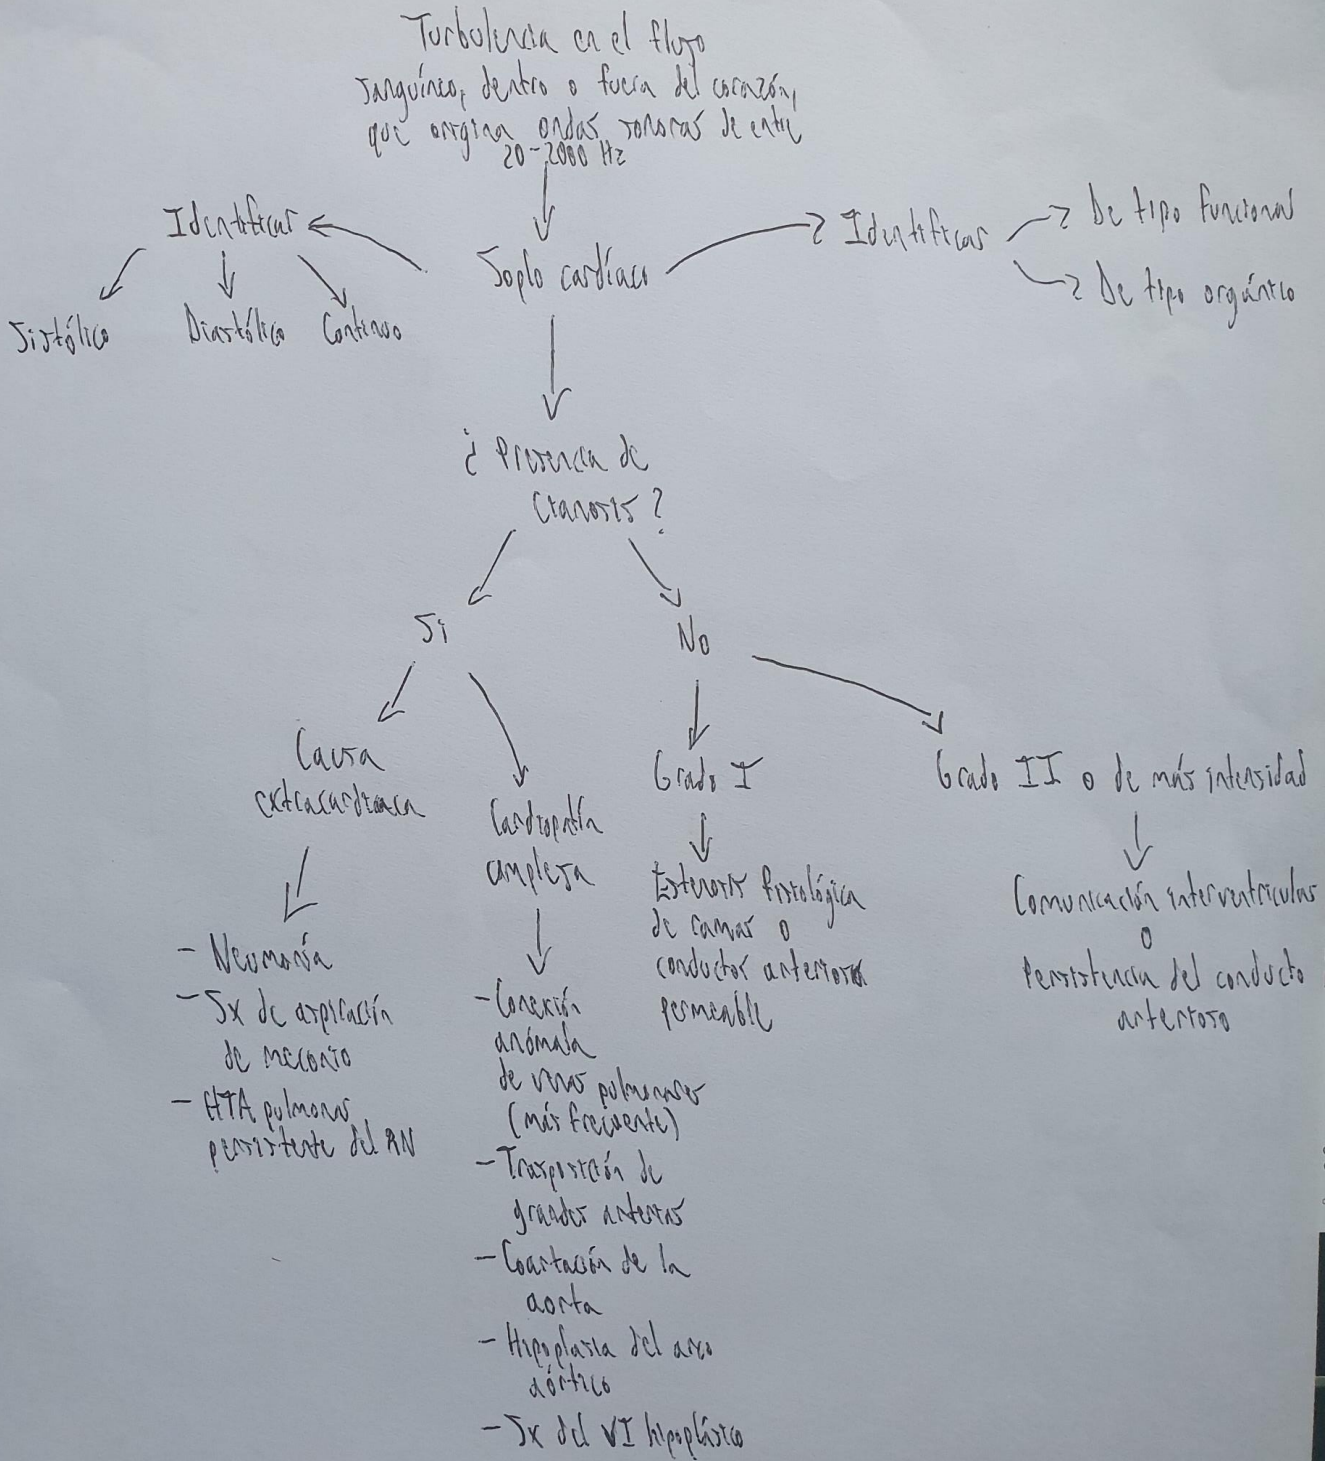 Turbulencia en el flujo
sanguíneo, dentro o fuera del corazón,
que origina ondas sonoras de entre
20-2000 Hz
Identificar
Sistólico
Diastólico
Continuo
Soplo cardíaco
Identificar
De tipo funcional
De tipo orgánico
¿Presencia de
Cianosis?
Si
No
Causa
extracardiaca
- Neumonía
- Sx de aspiración
de meconio
- HTA pulmonar
persistente del RN
Cardiopatía
compleja
- Conexión
anómala
de venas pulmonares
(más frecuente)
- Trasposición de
grandes arterias
- Coartación de la
aorta
- Hipoplasia del arco
aórtico
- Sx del VI hipoplásico
Grado I
Estenosis fisiológica
de ramas o
conductos arteriosos
permeable
Grado II o de más intensidad
Comunicación interventricular
o
Persistencia del conducto
arterioso